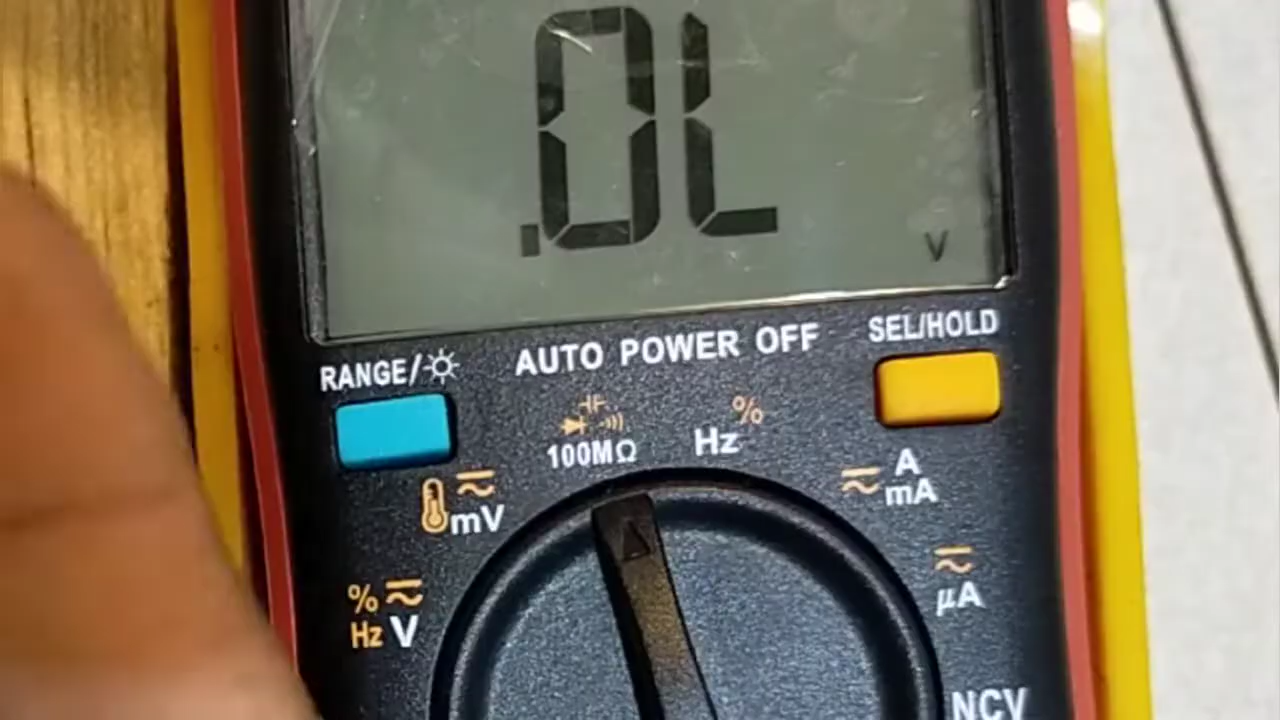 .0L
V
RANGE/
AUTO POWER OFF
SEL/HOLD
100MΩ
Hz %
mV
A
mA
% Hz V
µA
NCV